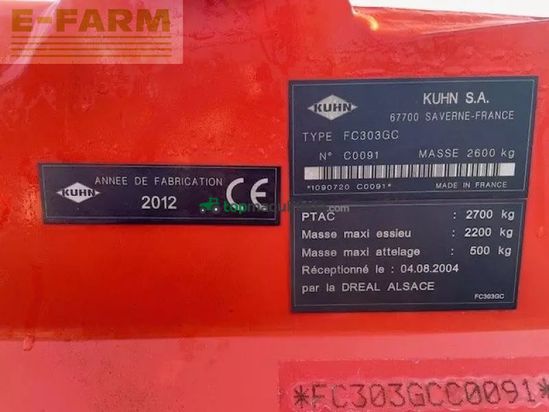 E-FARM
KUHN
KUHN S.A.
67700 SAVERNE-FRANCE
TYPE FC303GC
N° C0091 MASSE 2600 kg
*1090720 C0091* MADE IN FRANCE
KUHN
ANNEE DE FABRICATION
2012 CE
PTAC : 2700 kg
Masse maxi essieu : 2200 kg
Masse maxi attelage : 500 kg
Réceptionné le : 04.08.2004
par la DREAL ALSACE
FC303GC
*FC303GCC0091*